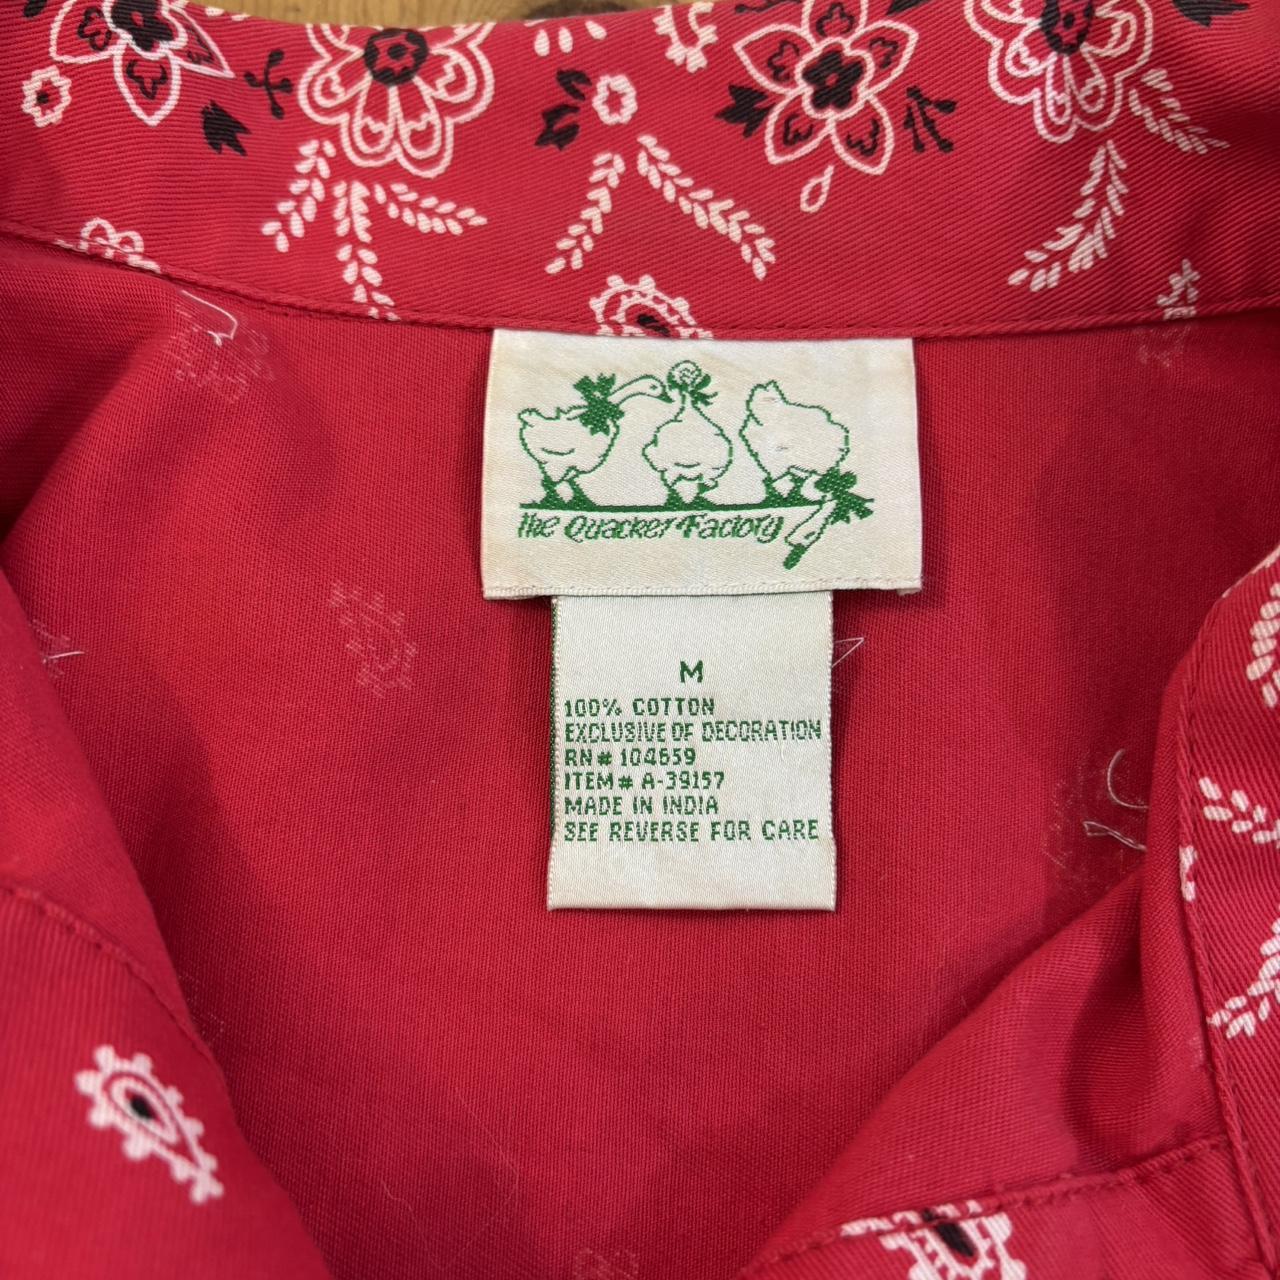 The Quacker Factory
M
100% COTTON
EXCLUSIVE OF DECORATION
RN# 104659
ITEM# A-39157
MADE IN INDIA
SEE REVERSE FOR CARE